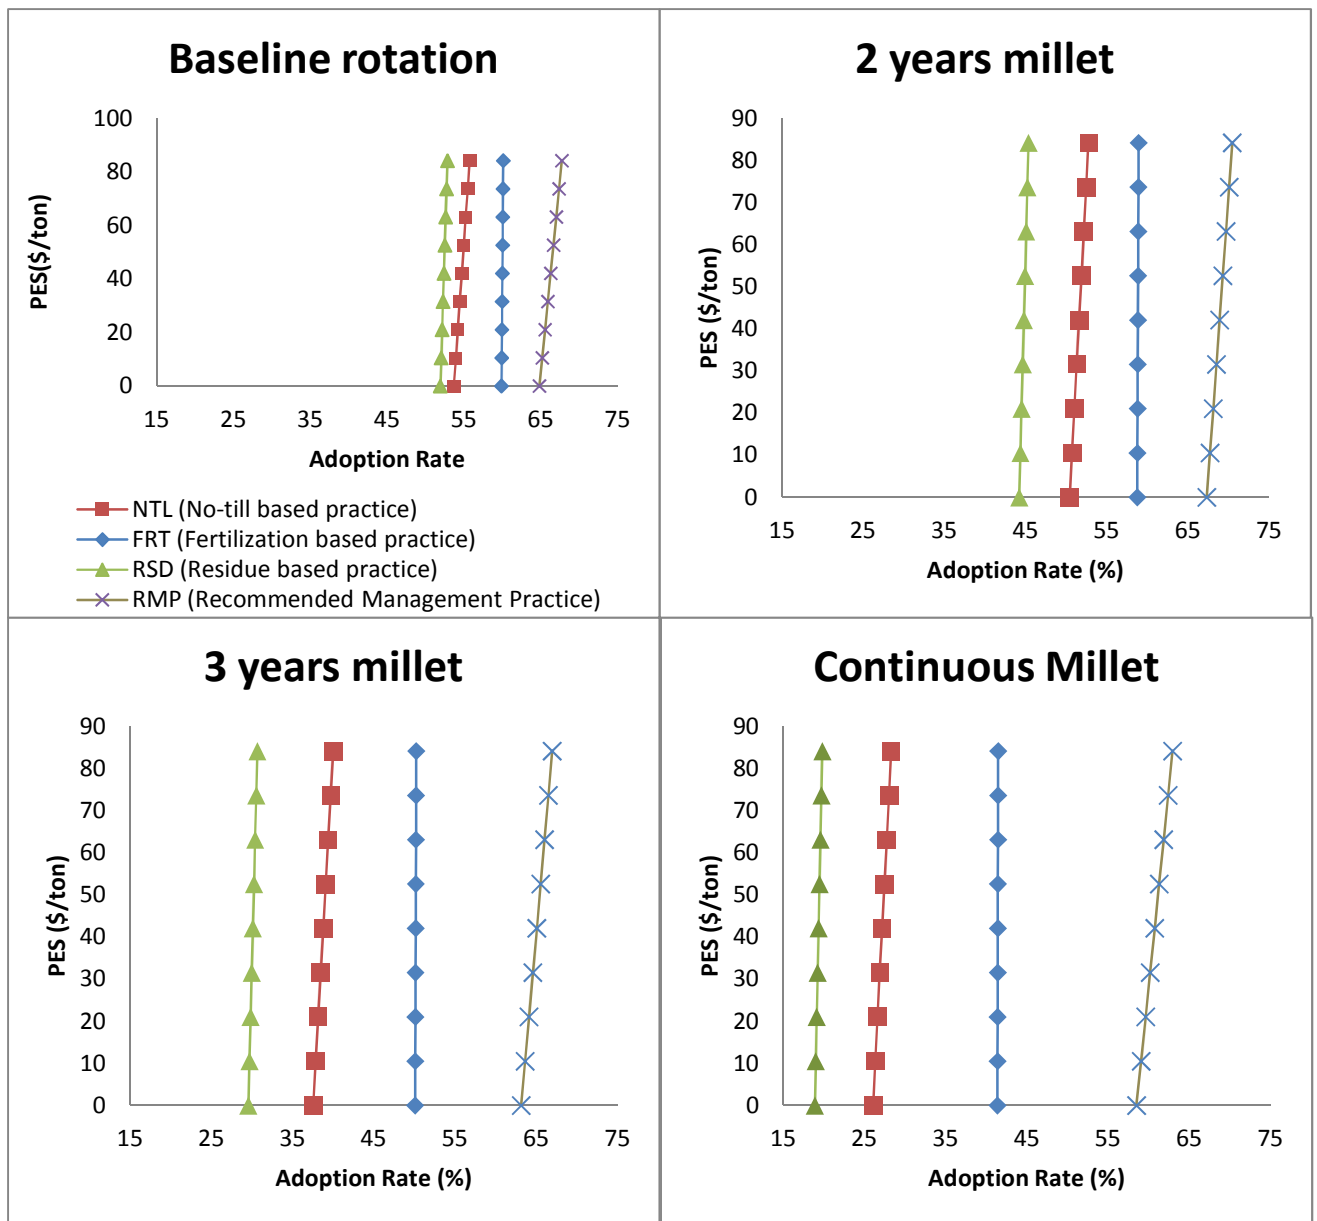 Baseline rotation
PES($/ton)
100
80
60
40
20
0
15 25 35 45 55 65 75
Adoption Rate
NTL (No-till based practice)
FRT (Fertilization based practice)
RSD (Residue based practice)
RMP (Recommended Management Practice)
2 years millet
PES ($/ton)
90
80
70
60
50
40
30
20
10
0
15 25 35 45 55 65 75
Adoption Rate (%)
3 years millet
PES ($/ton)
90
80
70
60
50
40
30
20
10
0
15 25 35 45 55 65 75
Adoption Rate (%)
Continuous Millet
PES ($/ton)
90
80
70
60
50
40
30
20
10
0
15 25 35 45 55 65 75
Adoption Rate (%)